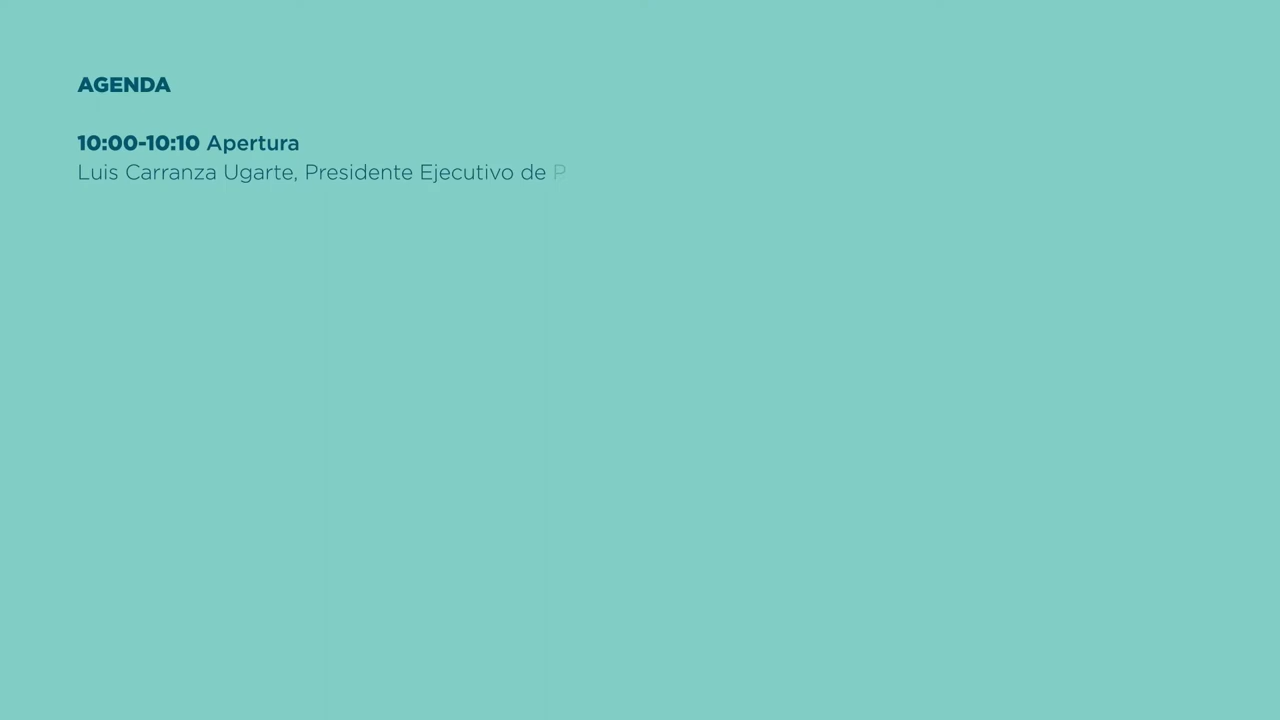 AGENDA
10:00-10:10 Apertura
Luis Carranza Ugarte, Presidente Ejecutivo de